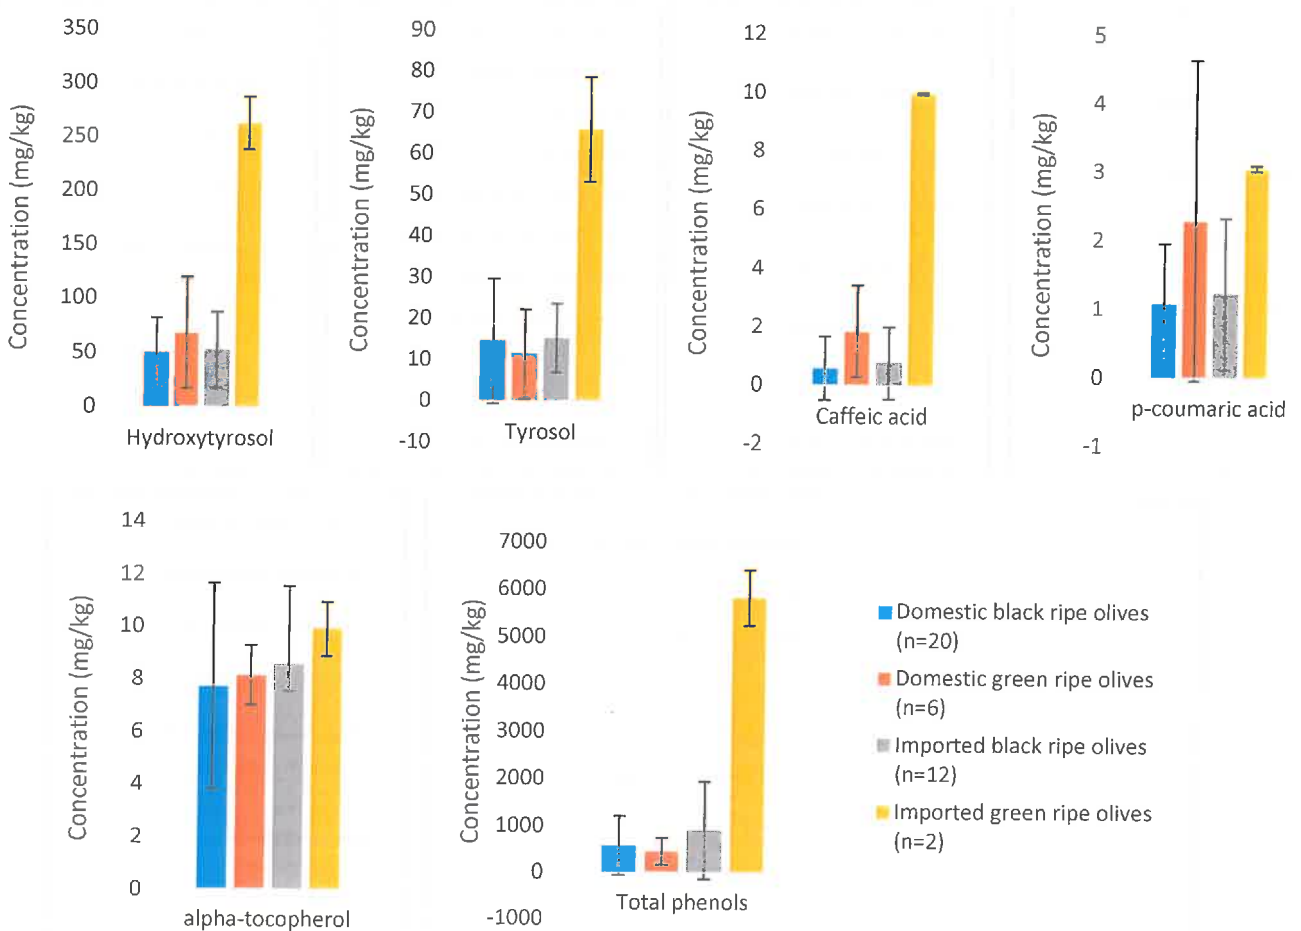 350
300
250
200
150
100
50
0
Concentration (mg/kg)
Hydroxytyrosol
90
80
70
60
50
40
30
20
10
0
-10
Concentration (mg/kg)
Tyrosol
12
10
8
6
4
2
0
-2
Concentration (mg/kg)
Caffeic acid
5
4
3
2
1
0
-1
Concentration (mg/kg)
p-coumaric acid
14
12
10
8
6
4
2
0
Concentration (mg/kg)
alpha-tocopherol
7000
6000
5000
4000
3000
2000
1000
0
-1000
Concentration (mg/kg)
Total phenols
Domestic black ripe olives
(n=20)
Domestic green ripe olives
(n=6)
Imported black ripe olives
(n=12)
Imported green ripe olives
(n=2)